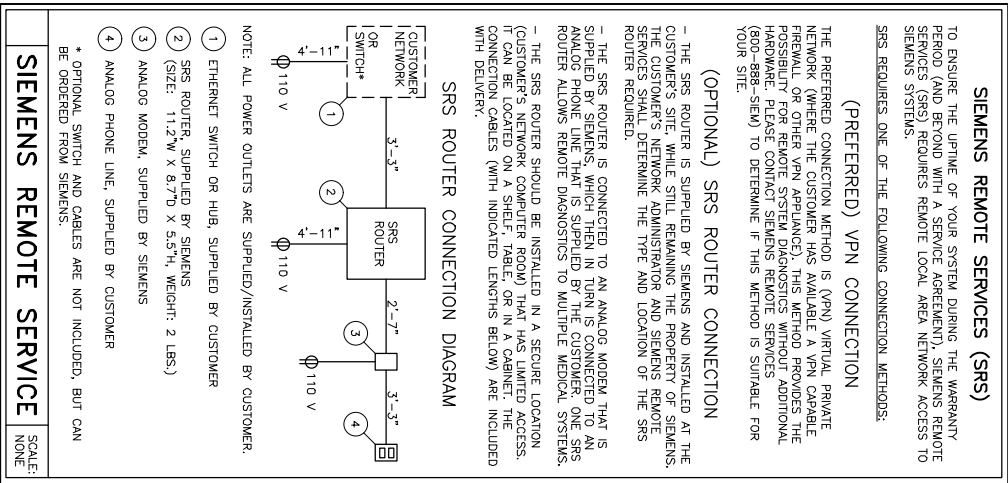 SIEMENS REMOTE SERVICES (SRS)
TO ENSURE THE UPTIME OF YOUR SYSTEM DURING THE WARRANTY
PERIOD (AND BEYOND WITH A SERVICE AGREEMENT), SIEMENS REMOTE
SERVICES (SRS) REQUIRES REMOTE LOCAL AREA NETWORK ACCESS TO
SIEMENS SYSTEMS.
SRS REQUIRES ONE OF THE FOLLOWING CONNECTION METHODS:
(PREFERRED) VPN CONNECTION
THE PREFERRED CONNECTION METHOD IS (VPN) VIRTUAL PRIVATE
NETWORK (WHERE THE CUSTOMER HAS AVAILABLE A VPN CAPABLE
FIREWALL OR OTHER VPN APPLIANCE). THIS METHOD PROVIDES THE
POSSIBILITY FOR REMOTE SYSTEM DIAGNOSTICS WITHOUT ADDITIONAL
HARDWARE. PLEASE CONTACT SIEMENS REMOTE SERVICES
(800-888-SIEM) TO DETERMINE IF THIS METHOD IS SUITABLE FOR
YOUR SITE.
(OPTIONAL) SRS ROUTER CONNECTION
- THE SRS ROUTER IS SUPPLIED BY SIEMENS AND INSTALLED AT THE
CUSTOMER'S SITE, WHILE STILL REMAINING THE PROPERTY OF SIEMENS.
THE CUSTOMER'S NETWORK ADMINISTRATOR AND SIEMENS REMOTE
SERVICES SHALL DETERMINE THE TYPE AND LOCATION OF THE SRS
ROUTER REQUIRED.
- THE SRS ROUTER IS CONNECTED TO AN ANALOG MODEM THAT IS
SUPPLIED BY SIEMENS, WHICH THEN IN TURN IS CONNECTED TO AN
ANALOG PHONE LINE THAT IS SUPPLIED BY THE CUSTOMER. ONE SRS
ROUTER ALLOWS REMOTE DIAGNOSTICS TO MULTIPLE MEDICAL SYSTEMS.
- THE SRS ROUTER SHOULD BE INSTALLED IN A SECURE LOCATION
(CUSTOMER'S NETWORK COMPUTER ROOM) THAT HAS LIMITED ACCESS.
IT CAN BE LOCATED ON A SHELF, TABLE, OR IN A CABINET. THE
CONNECTION CABLES (WITH INDICATED LENGTHS BELOW) ARE INCLUDED
WITH DELIVERY.
SRS ROUTER CONNECTION DIAGRAM
CUSTOMER
NETWORK
OR
SWITCH*
1
4'-11"
110 V
3'-3"
2
SRS
ROUTER
4'-11"
110 V
2'-7"
3
110 V
3'-3"
4
NOTE: ALL POWER OUTLETS ARE SUPPLIED/INSTALLED BY CUSTOMER.
1 ETHERNET SWITCH OR HUB, SUPPLIED BY CUSTOMER
2 SRS ROUTER, SUPPLIED BY SIEMENS
(SIZE: 11.2"W X 8.7"D X 5.5"H, WEIGHT: 2 LBS.)
3 ANALOG MODEM, SUPPLIED BY SIEMENS
4 ANALOG PHONE LINE, SUPPLIED BY CUSTOMER
* OPTIONAL SWITCH AND CABLES ARE NOT INCLUDED, BUT CAN
BE ORDERED FROM SIEMENS.
SIEMENS REMOTE SERVICE
SCALE:
NONE